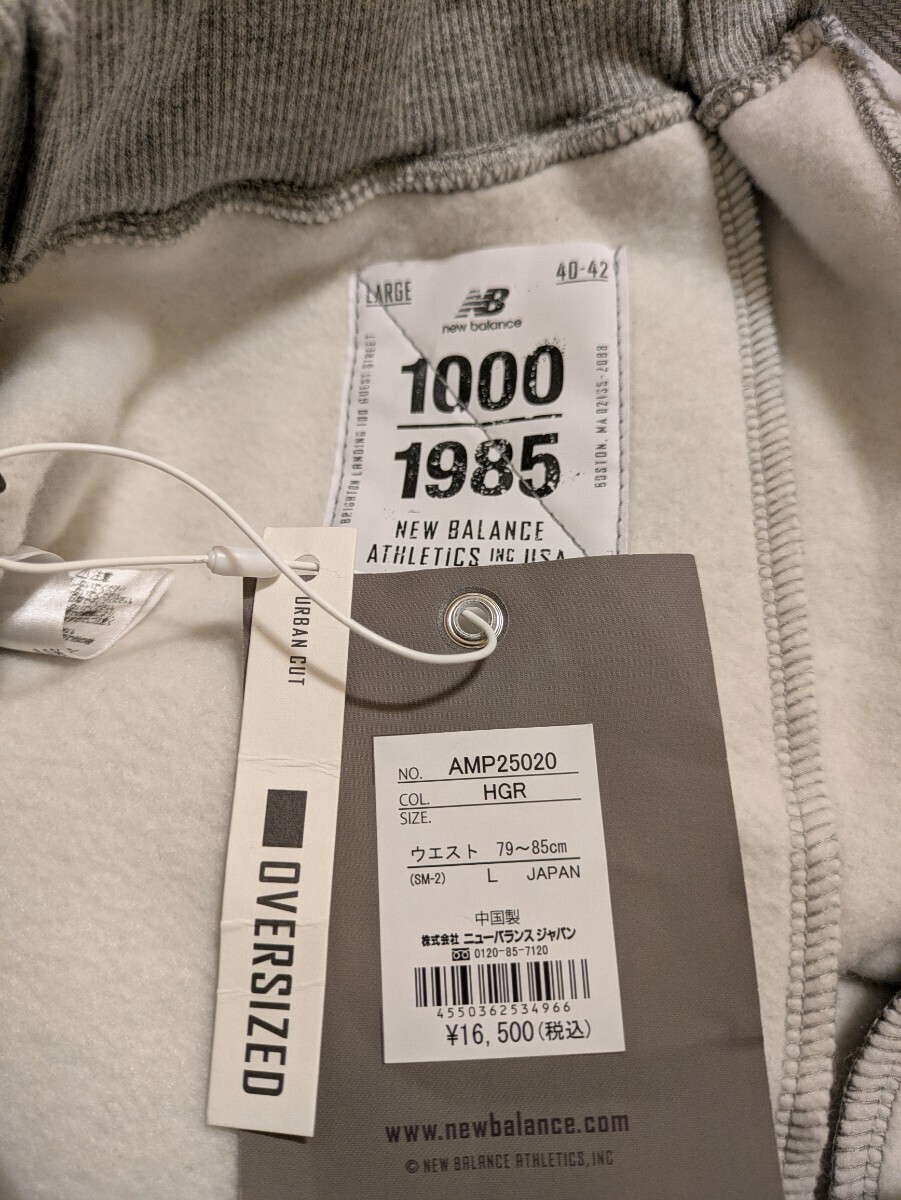 LARGE
40-42
NB
new balance
1000
1985
BRIGHTON LANDING 100 GUEST STREET
BOSTON, MA 02135-2088
NEW BALANCE
ATHLETICS INC USA
URBAN CUT
OVERSIZED
NO. AMP25020
COL. HGR
SIZE.
ウエスト 79～85cm
(SM-2) L JAPAN
中国製
株式会社 ニューバランス ジャパン
0120-85-7120
4550362534966
¥16,500(税込)
www.newbalance.com
© NEW BALANCE ATHLETICS, INC